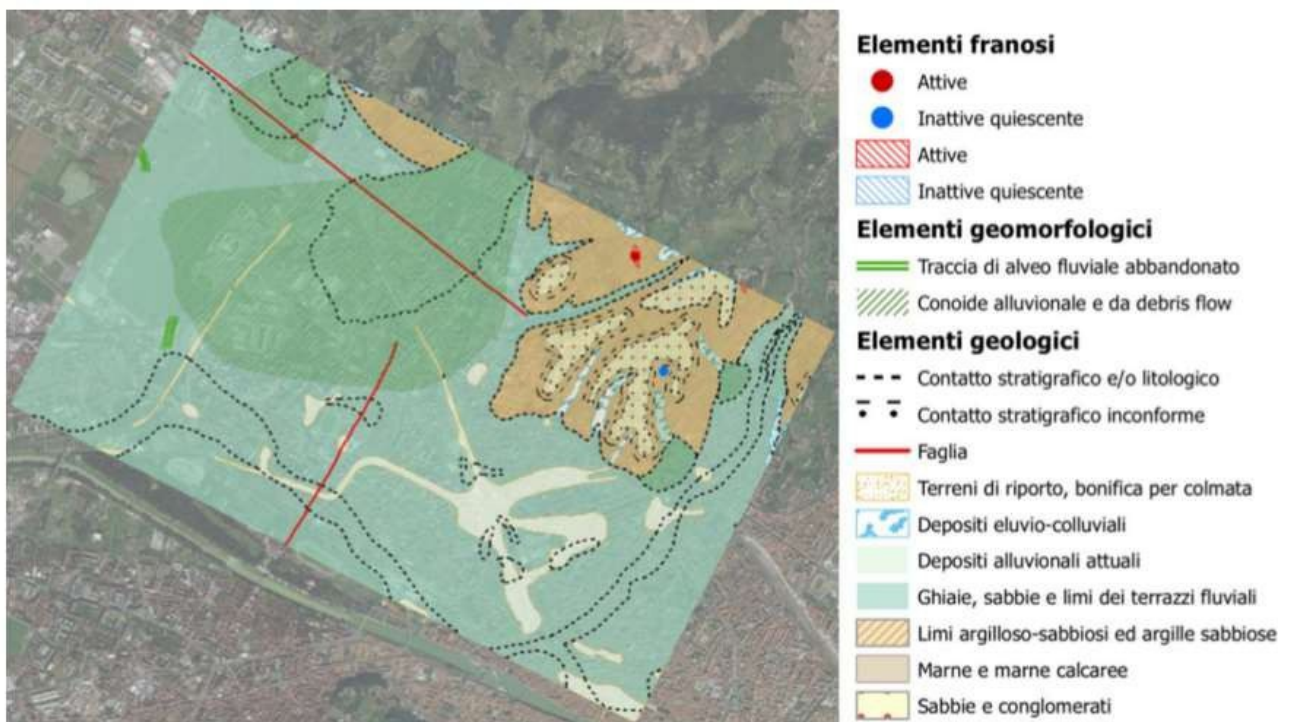 Elementi franosi
Attive
Inattive quiescente
Attive
Inattive quiescente
Elementi geomorfologici
Traccia di alveo fluviale abbandonato
Conoide alluvionale e da debris flow
Elementi geologici
Contatto stratigrafico e/o litologico
Contatto stratigrafico inconforme
Faglia
Terreni di riporto, bonifica per colmata
Depositi eluvio-colluviali
Depositi alluvionali attuali
Ghiaie, sabbie e limi dei terrazzi fluviali
Limi argilloso-sabbiosi ed argille sabbiose
Marne e marne calcaree
Sabbie e conglomerati